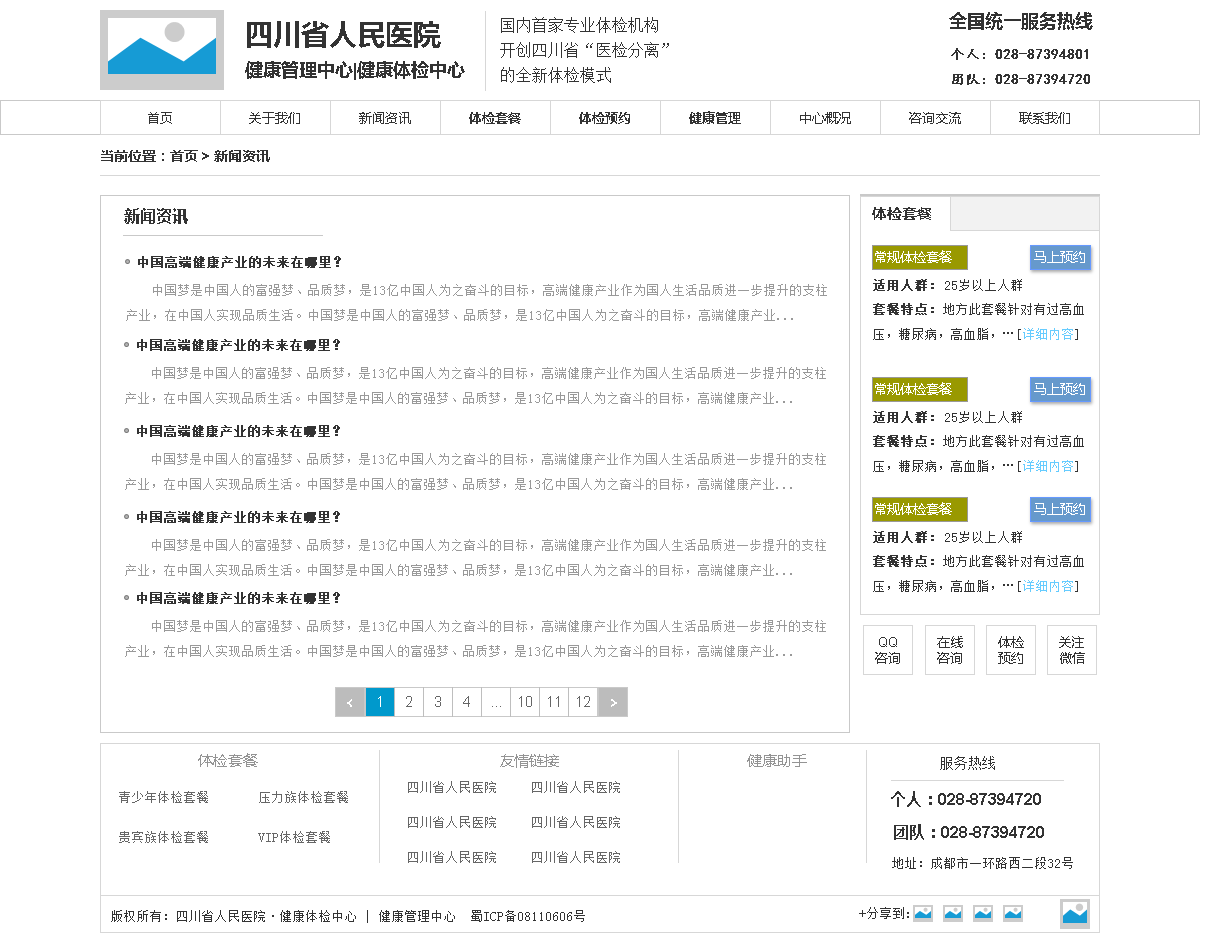 四川省人民医院
健康管理中心|健康体检中心
国内首家专业体检机构
开创四川省“医检分离”
的全新体检模式
全国统一服务热线
个人：028-87394801
团队：028-87394720
首页 关于我们 新闻资讯 体检套餐 体检预约 健康管理 中心概况 咨询交流 联系我们
当前位置：首页 > 新闻资讯
新闻资讯
中国高端健康产业的未来在哪里？
中国梦是中国人的富强梦、品质梦，是13亿中国人为之奋斗的目标，高端健康产业作为国人生活品质进一步提升的支柱
产业，在中国人实现品质生活。中国梦是中国人的富强梦、品质梦，是13亿中国人为之奋斗的目标，高端健康产业...
中国高端健康产业的未来在哪里？
中国梦是中国人的富强梦、品质梦，是13亿中国人为之奋斗的目标，高端健康产业作为国人生活品质进一步提升的支柱
产业，在中国人实现品质生活。中国梦是中国人的富强梦、品质梦，是13亿中国人为之奋斗的目标，高端健康产业...
中国高端健康产业的未来在哪里？
中国梦是中国人的富强梦、品质梦，是13亿中国人为之奋斗的目标，高端健康产业作为国人生活品质进一步提升的支柱
产业，在中国人实现品质生活。中国梦是中国人的富强梦、品质梦，是13亿中国人为之奋斗的目标，高端健康产业...
中国高端健康产业的未来在哪里？
中国梦是中国人的富强梦、品质梦，是13亿中国人为之奋斗的目标，高端健康产业作为国人生活品质进一步提升的支柱
产业，在中国人实现品质生活。中国梦是中国人的富强梦、品质梦，是13亿中国人为之奋斗的目标，高端健康产业...
中国高端健康产业的未来在哪里？
中国梦是中国人的富强梦、品质梦，是13亿中国人为之奋斗的目标，高端健康产业作为国人生活品质进一步提升的支柱
产业，在中国人实现品质生活。中国梦是中国人的富强梦、品质梦，是13亿中国人为之奋斗的目标，高端健康产业...
< 1 2 3 4 ... 10 11 12 >
体检套餐
常规体检套餐 马上预约
适用人群：25岁以上人群
套餐特点：地方此套餐针对有过高血
压，糖尿病，高血脂，…[详细内容]
常规体检套餐 马上预约
适用人群：25岁以上人群
套餐特点：地方此套餐针对有过高血
压，糖尿病，高血脂，…[详细内容]
常规体检套餐 马上预约
适用人群：25岁以上人群
套餐特点：地方此套餐针对有过高血
压，糖尿病，高血脂，…[详细内容]
QQ 在线 体检 关注
咨询 咨询 预约 微信
体检套餐
青少年体检套餐 压力族体检套餐
贵宾族体检套餐 VIP体检套餐
友情链接
四川省人民医院 四川省人民医院
四川省人民医院 四川省人民医院
四川省人民医院 四川省人民医院
健康助手
服务热线
个人：028-87394720
团队：028-87394720
地址：成都市一环路西二段32号
版权所有：四川省人民医院·健康体检中心 | 健康管理中心 蜀ICP备08110606号
+分享到: